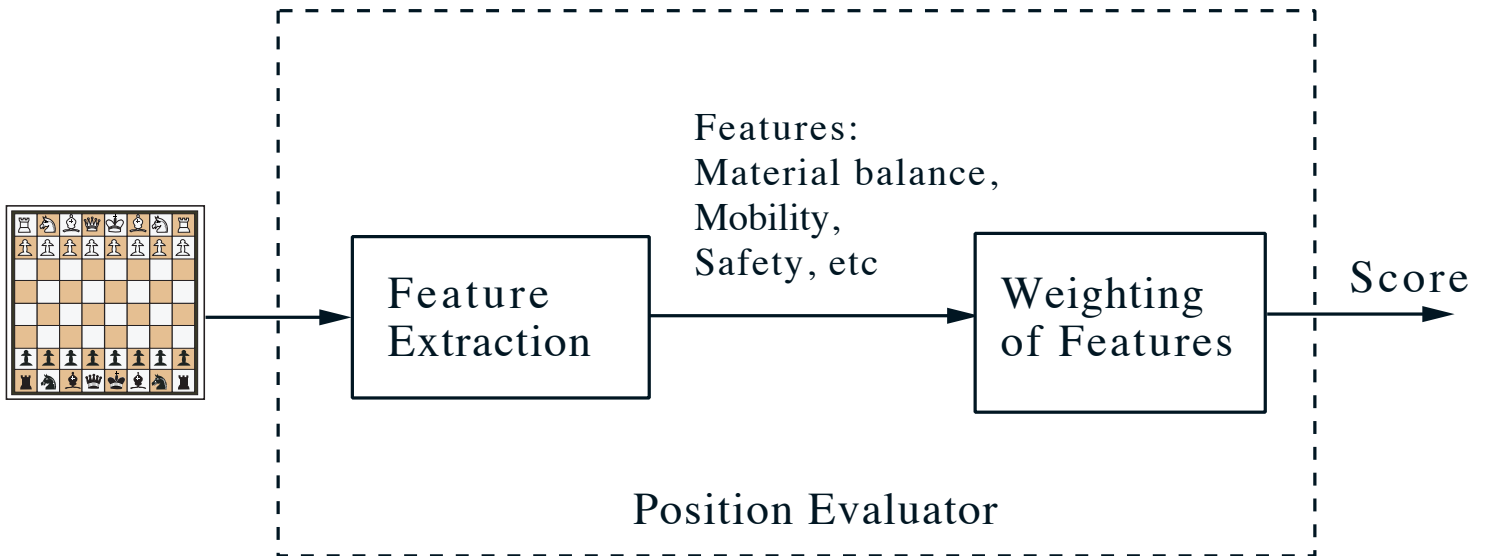 Features:
Material balance,
Mobility,
Safety, etc
Feature
Extraction
Weighting
of Features
Score
Position Evaluator